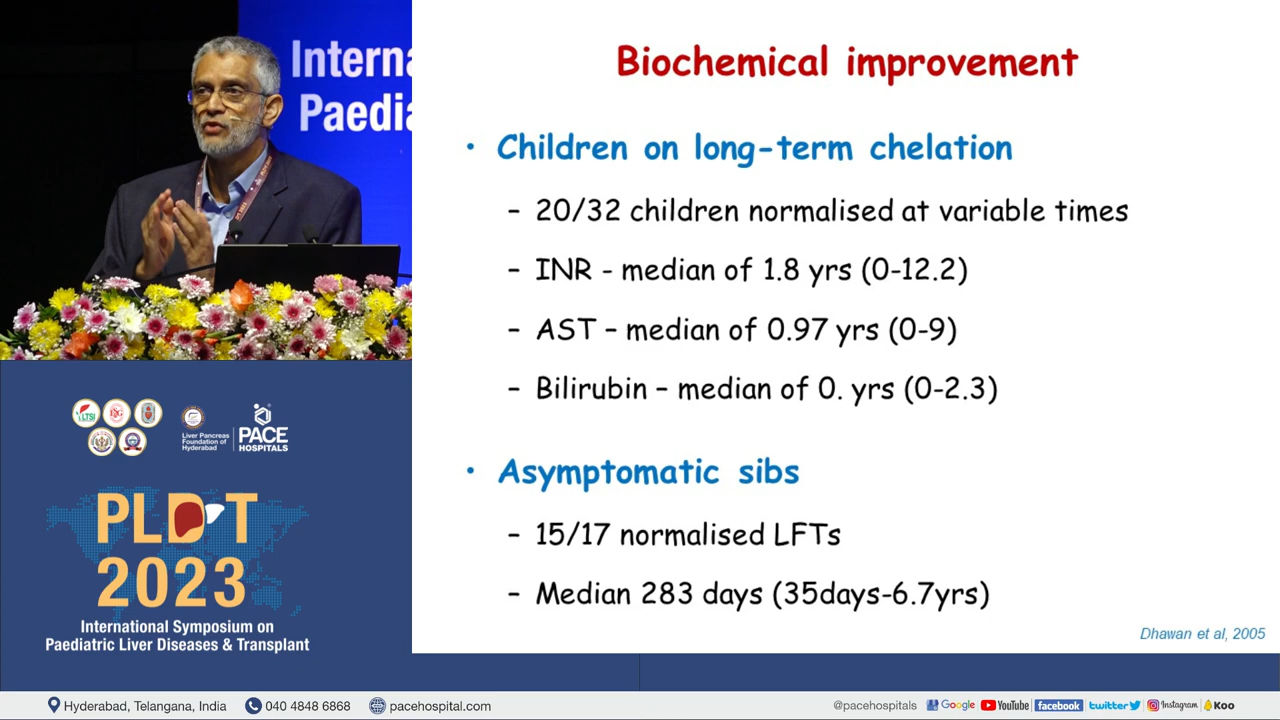 Interna
Paedia
Biochemical improvement
• Children on long-term chelation
– 20/32 children normalised at variable times
– INR - median of 1.8 yrs (0-12.2)
– AST – median of 0.97 yrs (0-9)
– Bilirubin – median of 0. yrs (0-2.3)
• Asymptomatic sibs
– 15/17 normalised LFTs
– Median 283 days (35days-6.7yrs)
Dhawan et al, 2005
LTSI
Liver Pancreas
Foundation of
Hyderabad
PACE
HOSPITALS
PLDT
2023
International Symposium on
Paediatric Liver Diseases & Transplant
Hyderabad, Telangana, India
040 4848 6868
pacehospital.com
@pacehospitals
Google
YouTube
facebook
twitter
Instagram
Koo